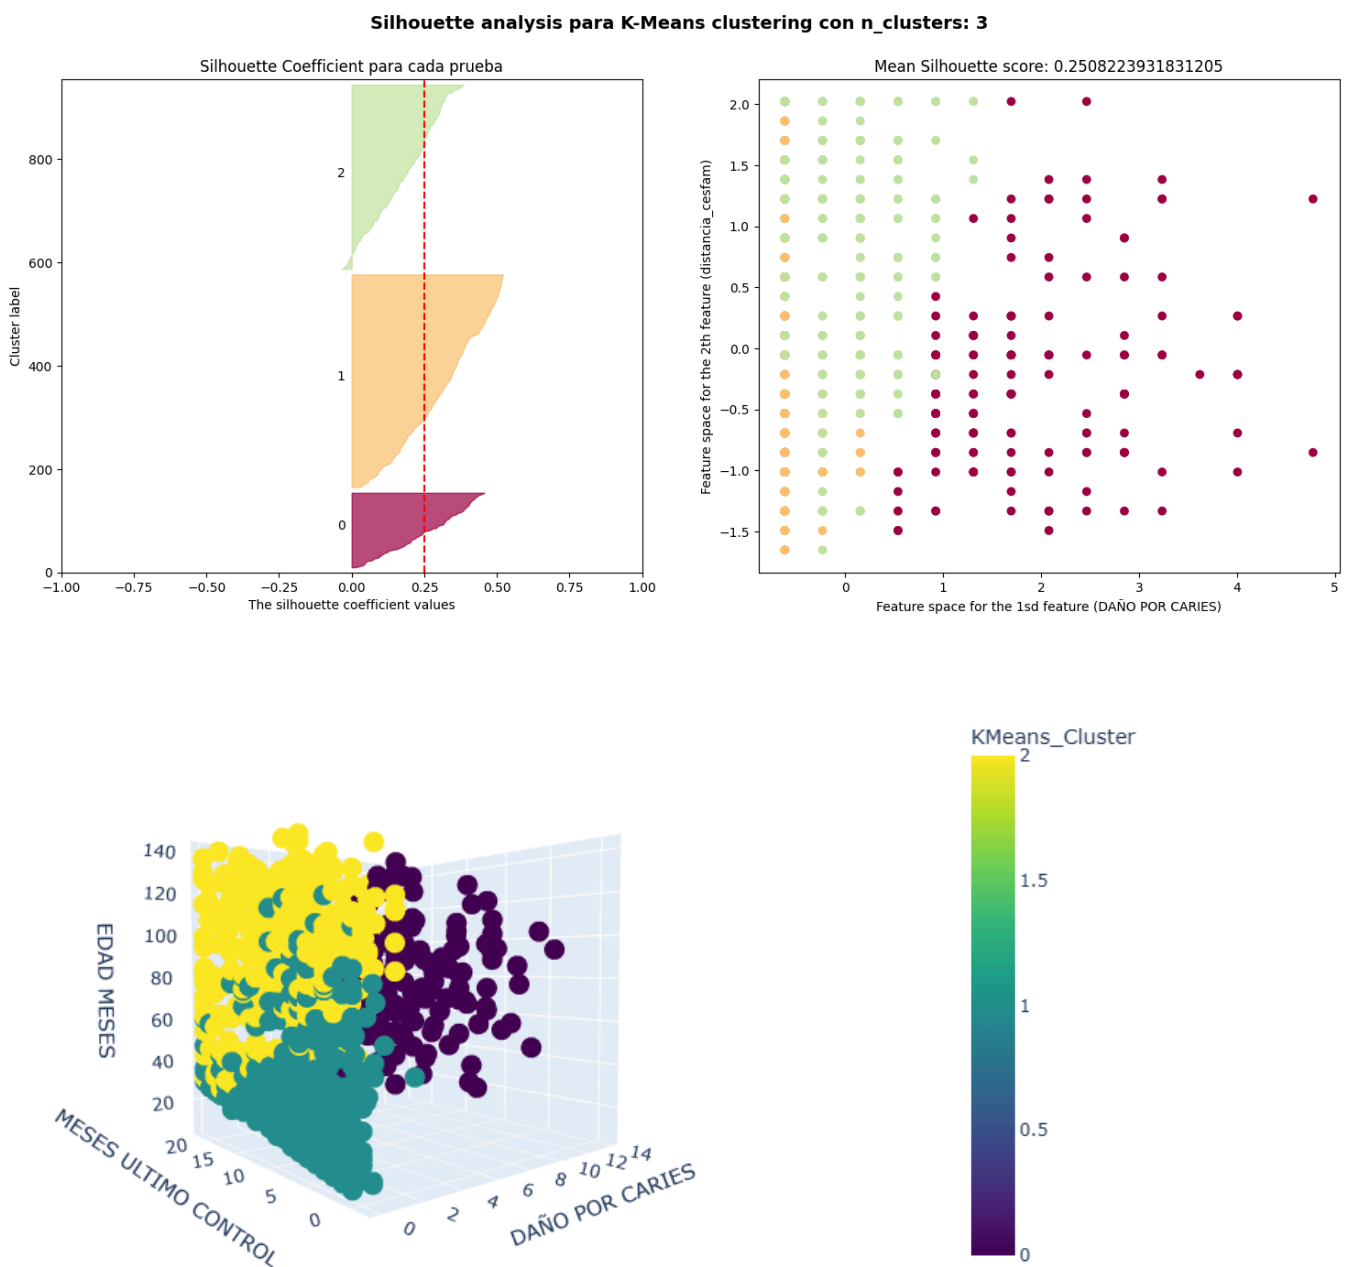 Silhouette analysis para K-Means clustering con n_clusters: 3
Silhouette Coefficient para cada prueba
Cluster label
800
600
400
200
0
2
1
0
−1.00 −0.75 −0.50 −0.25 0.00 0.25 0.50 0.75 1.00
The silhouette coefficient values
Mean Silhouette score: 0.2508223931831205
Feature space for the 2th feature (distancia_cesfam)
2.0
1.5
1.0
0.5
0.0
−0.5
−1.0
−1.5
0 1 2 3 4 5
Feature space for the 1sd feature (DAÑO POR CARIES)
EDAD MESES
140
120
100
80
60
40
20
MESES ULTIMO CONTROL
20 15 10 5 0
0 2 4 6 8 10 12 14
DAÑO POR CARIES
KMeans_Cluster
2
1.5
1
0.5
0